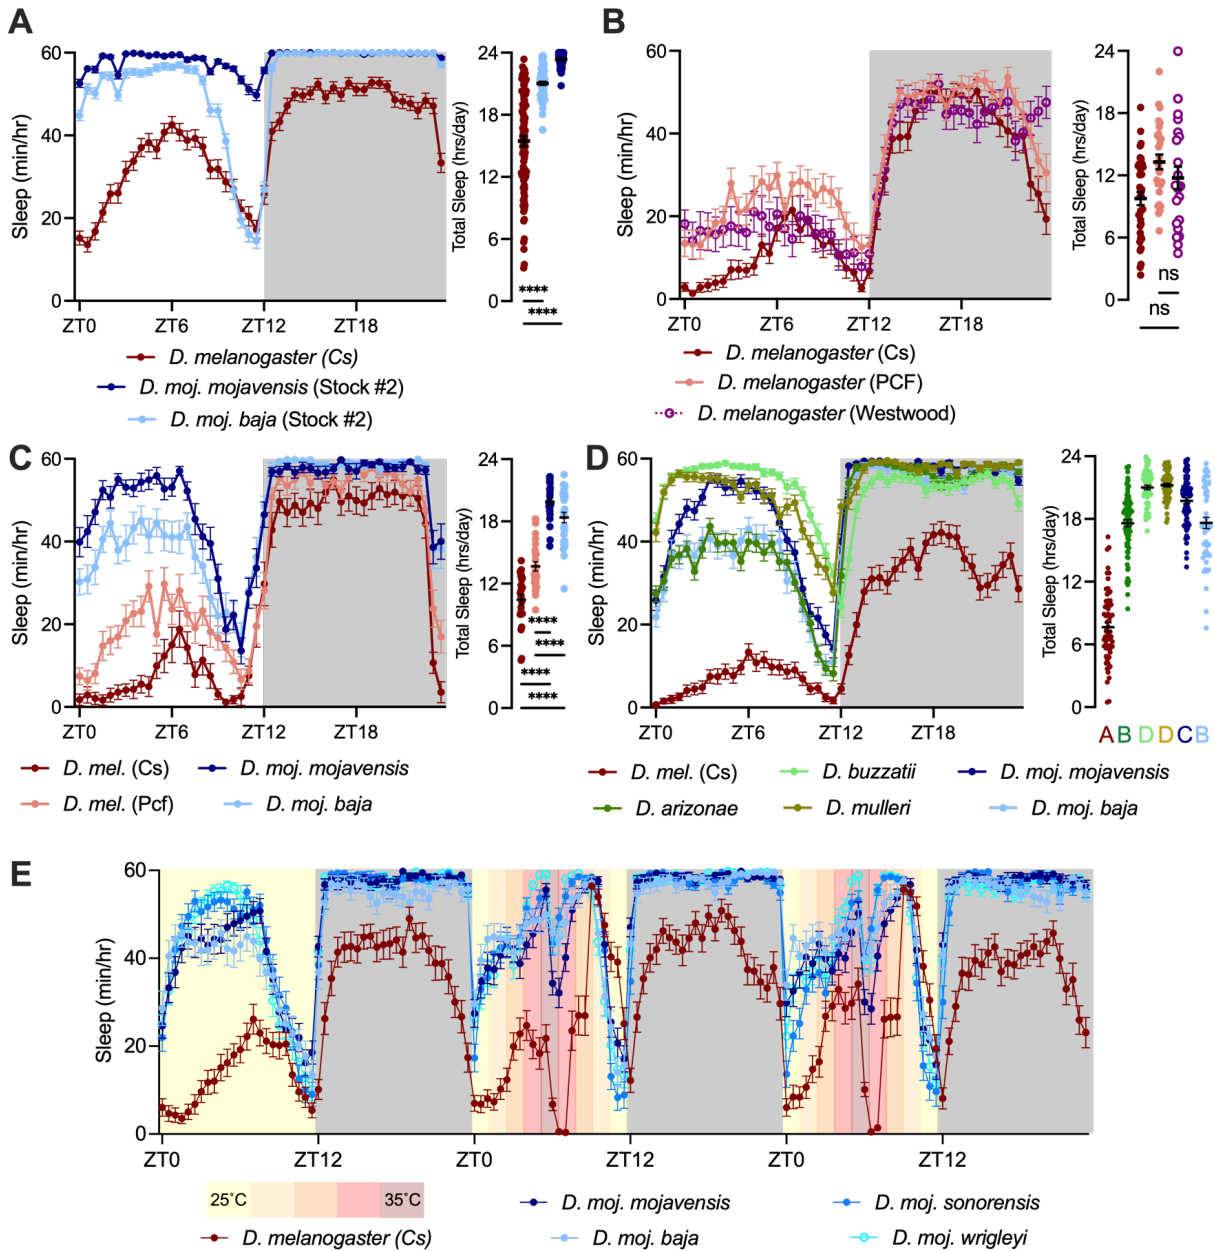 A
Sleep (min/hr)
60
40
20
0
ZT0
ZT6
ZT12
ZT18
Total Sleep (hrs/day)
24
18
12
6
0
****
****
D. melanogaster (Cs)
D. moj. mojavensis (Stock #2)
D. moj. baja (Stock #2)
B
Sleep (min/hr)
60
40
20
0
ZT0
ZT6
ZT12
ZT18
Total Sleep (hrs/day)
24
18
12
6
0
ns
ns
D. melanogaster (Cs)
D. melanogaster (PCF)
D. melanogaster (Westwood)
C
Sleep (min/hr)
60
40
20
0
ZT0
ZT6
ZT12
ZT18
Total Sleep (hrs/day)
24
18
12
6
0
****
****
****
****
D. mel. (Cs)
D. moj. mojavensis
D. mel. (Pcf)
D. moj. baja
D
Sleep (min/hr)
60
40
20
0
ZT0
ZT6
ZT12
ZT18
Total Sleep (hrs/day)
24
18
12
6
0
A B D D C B
D. mel. (Cs)
D. buzzatii
D. moj. mojavensis
D. arizonae
D. mulleri
D. moj. baja
E
Sleep (min/hr)
60
40
20
0
ZT0
ZT12
ZT0
ZT12
ZT0
ZT12
25˚C
35˚C
D. moj. mojavensis
D. moj. sonorensis
D. melanogaster (Cs)
D. moj. baja
D. moj. wrigleyi